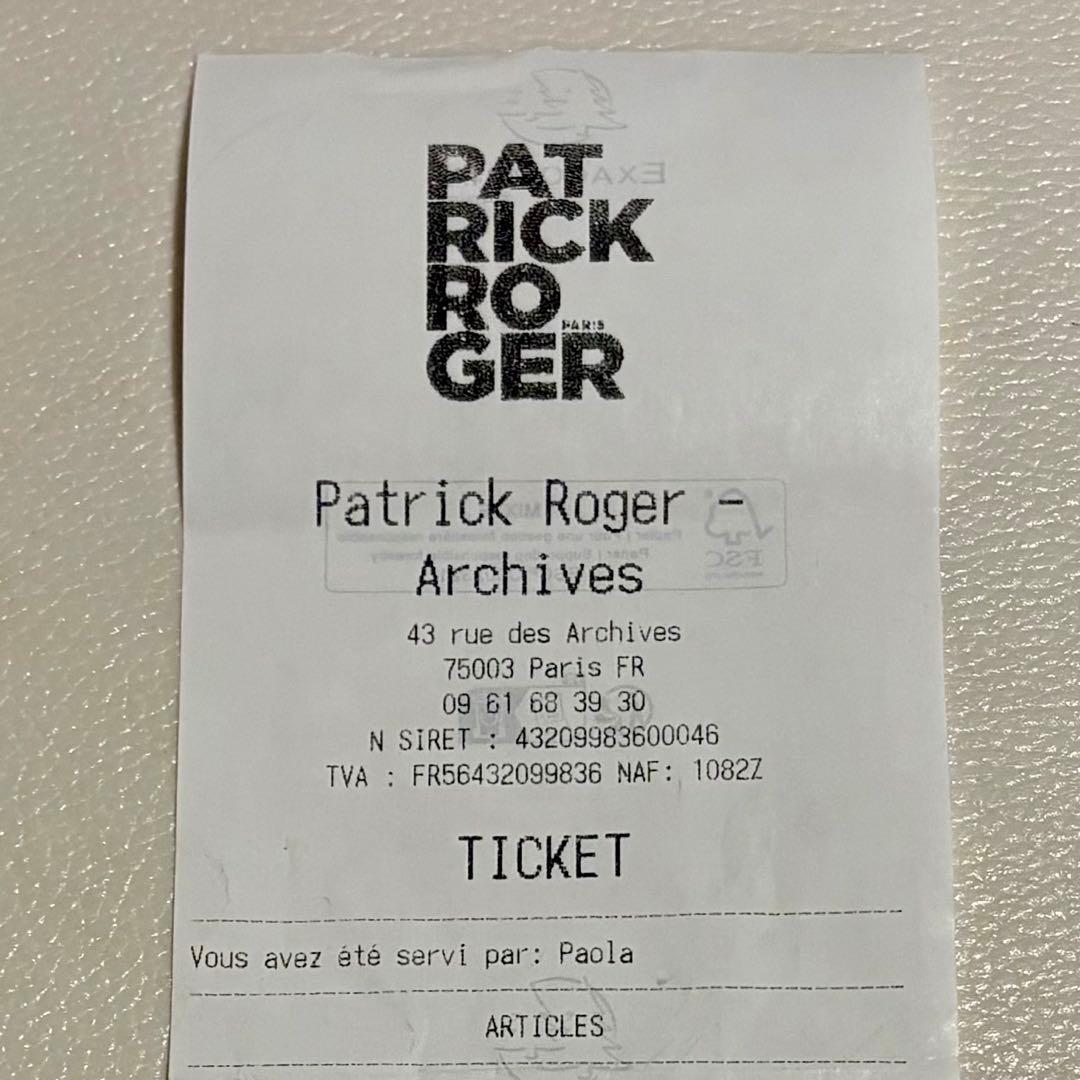 PAT
RICK
RO
PARIS
GER
Patrick Roger -
Archives
43 rue des Archives
75003 Paris FR
09 61 68 39 30
N SIRET : 43209983600046
TVA : FR56432099836 NAF: 1082Z
TICKET
Vous avez été servi par: Paola
ARTICLES